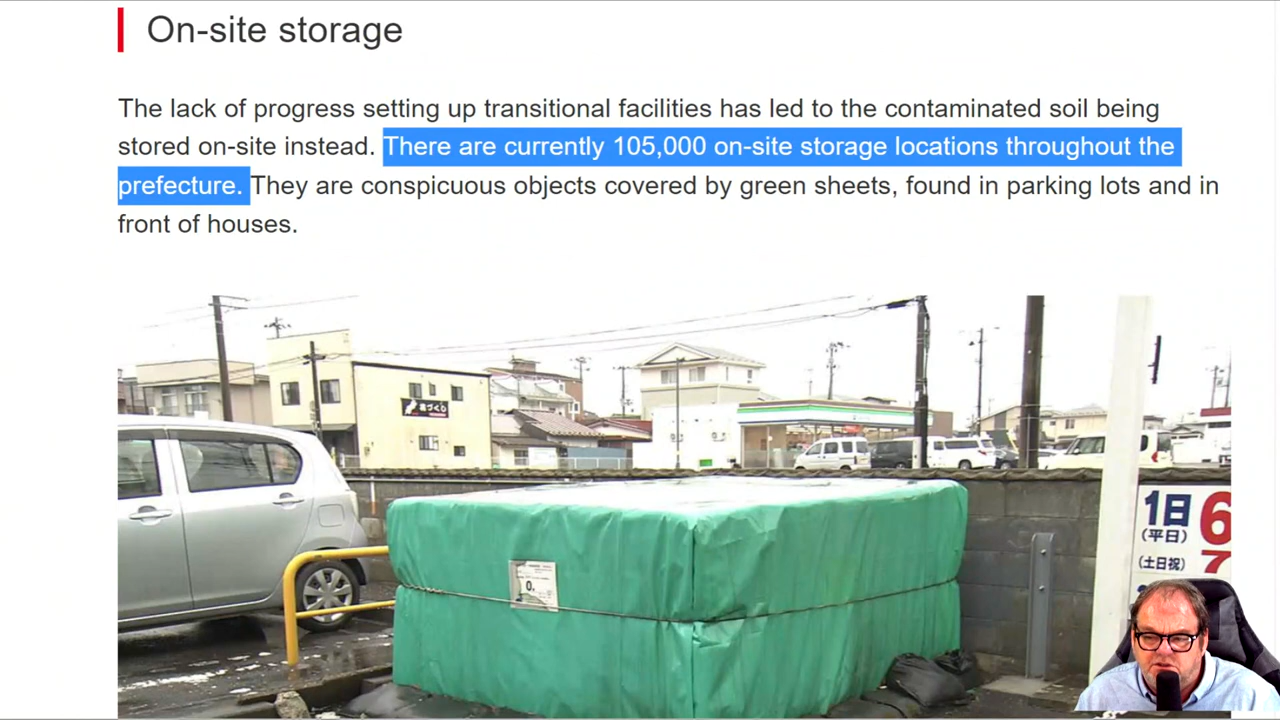 On-site storage
The lack of progress setting up transitional facilities has led to the contaminated soil being
stored on-site instead. There are currently 105,000 on-site storage locations throughout the
prefecture. They are conspicuous objects covered by green sheets, found in parking lots and in
front of houses.
0,
1日 6
(平日)
7
(土日祝)